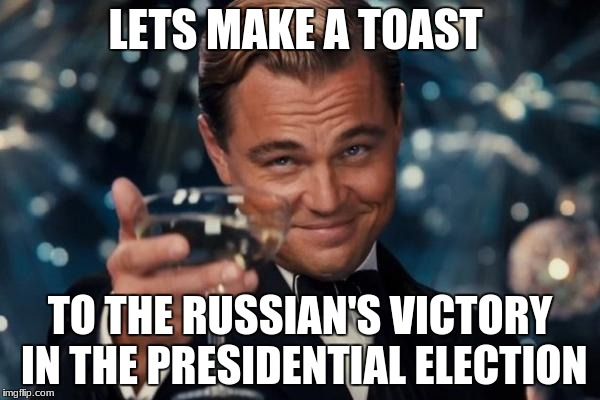 LETS MAKE A TOAST
TO THE RUSSIAN'S VICTORY
IN THE PRESIDENTIAL ELECTION
imgflip.com